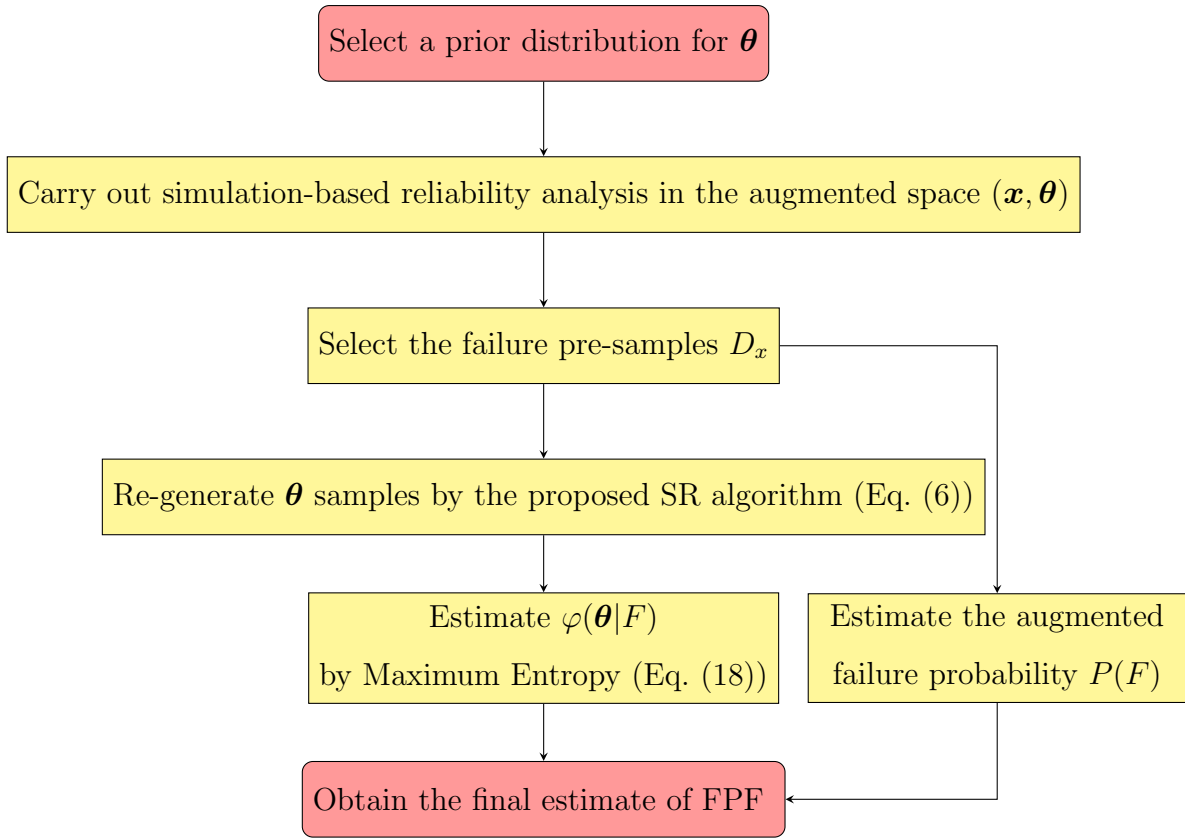 Select a prior distribution for 𝜽
Carry out simulation-based reliability analysis in the augmented space (𝒙, 𝜽)
Select the failure pre-samples Dₓ
Re-generate 𝜽 samples by the proposed SR algorithm (Eq. (6))
Estimate φ(𝜽|F)
by Maximum Entropy (Eq. (18))
Estimate the augmented
failure probability P(F)
Obtain the final estimate of FPF